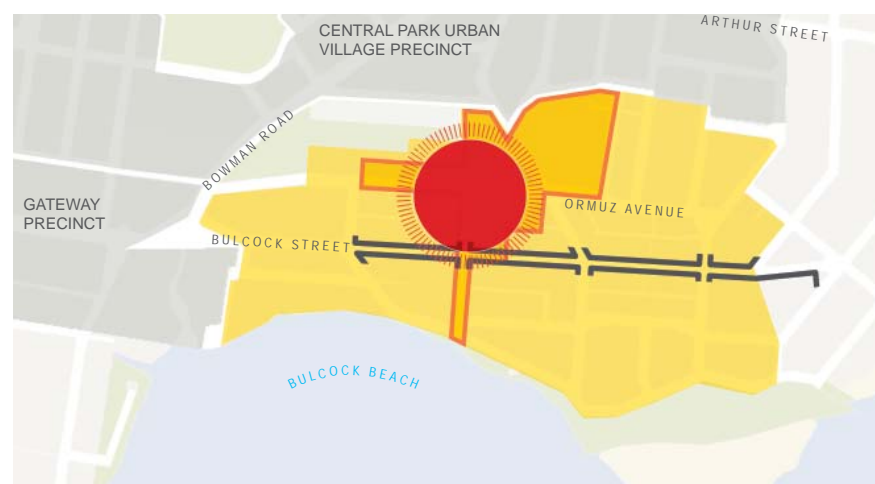 CENTRAL PARK URBAN
VILLAGE PRECINCT
ARTHUR STREET
BOWMAN ROAD
GATEWAY
PRECINCT
ORMUZ AVENUE
BULCOCK STREET
BULCOCK BEACH